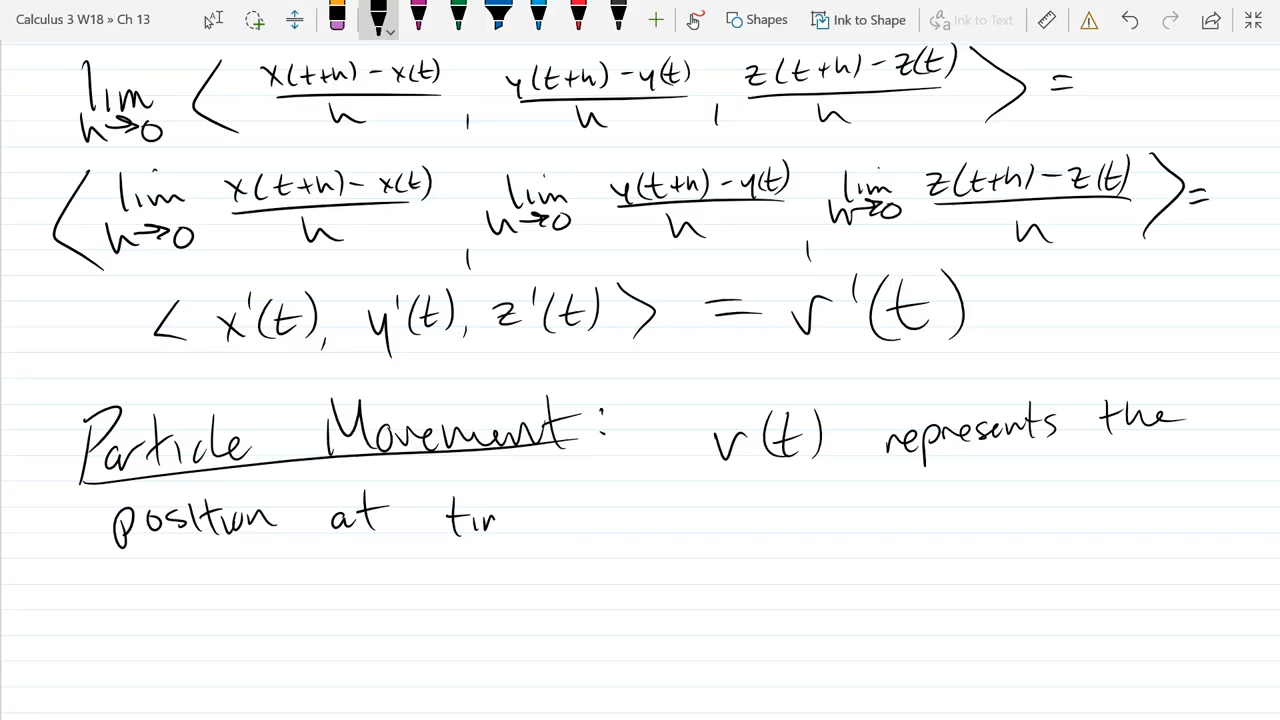 Calculus 3 W18 » Ch 13
Shapes
Ink to Shape
Ink to Text
lim h→0 ⟨ x(t+h) − x(t) / h , y(t+h) − y(t) / h , z(t+h) − z(t) / h ⟩ =
⟨ lim h→0 x(t+h) − x(t) / h , lim h→0 y(t+h) − y(t) / h , lim h→0 z(t+h) − z(t) / h ⟩ =
⟨ x'(t), y'(t), z'(t) ⟩ = r'(t)
Particle Movement: r(t) represents the
position at tim